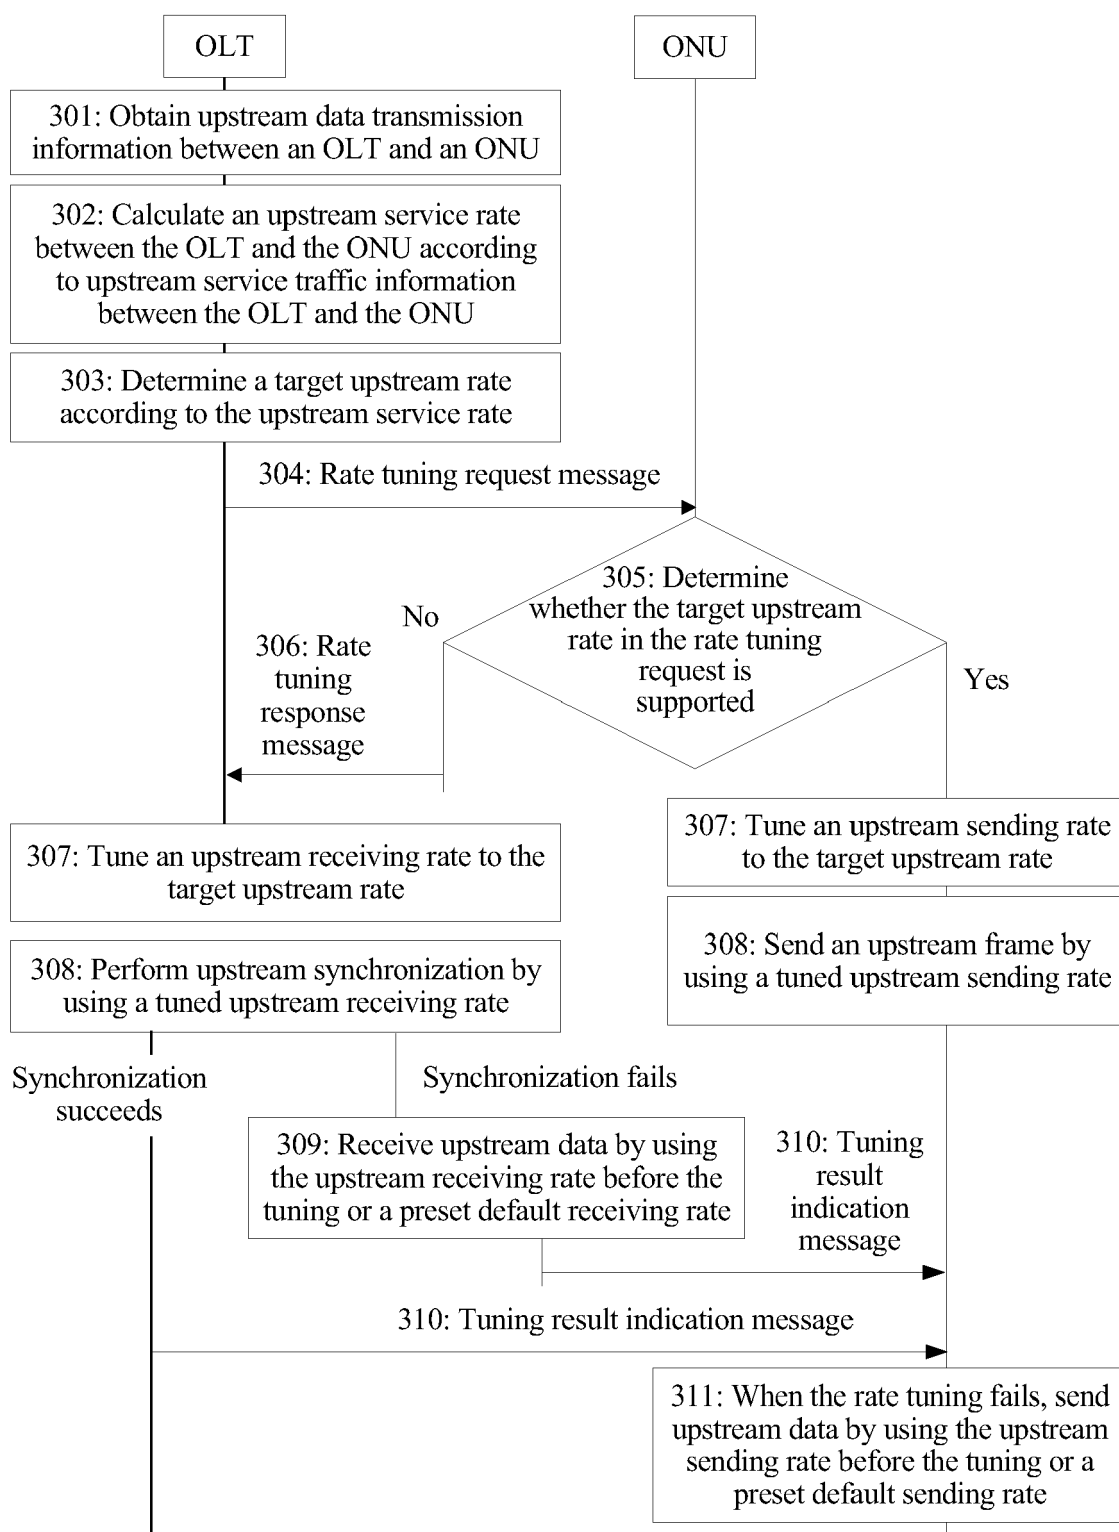 OLT
ONU
301: Obtain upstream data transmission
information between an OLT and an ONU
302: Calculate an upstream service rate
between the OLT and the ONU according
to upstream service traffic information
between the OLT and the ONU
303: Determine a target upstream rate
according to the upstream service rate
304: Rate tuning request message
305: Determine
whether the target upstream
rate in the rate tuning
request is
supported
No
Yes
306: Rate
tuning
response
message
307: Tune an upstream receiving rate to the
target upstream rate
307: Tune an upstream sending rate
to the target upstream rate
308: Perform upstream synchronization by
using a tuned upstream receiving rate
308: Send an upstream frame by
using a tuned upstream sending rate
Synchronization
succeeds
Synchronization fails
309: Receive upstream data by using
the upstream receiving rate before the
tuning or a preset default receiving rate
310: Tuning
result
indication
message
310: Tuning result indication message
311: When the rate tuning fails, send
upstream data by using the upstream
sending rate before the tuning or a
preset default sending rate